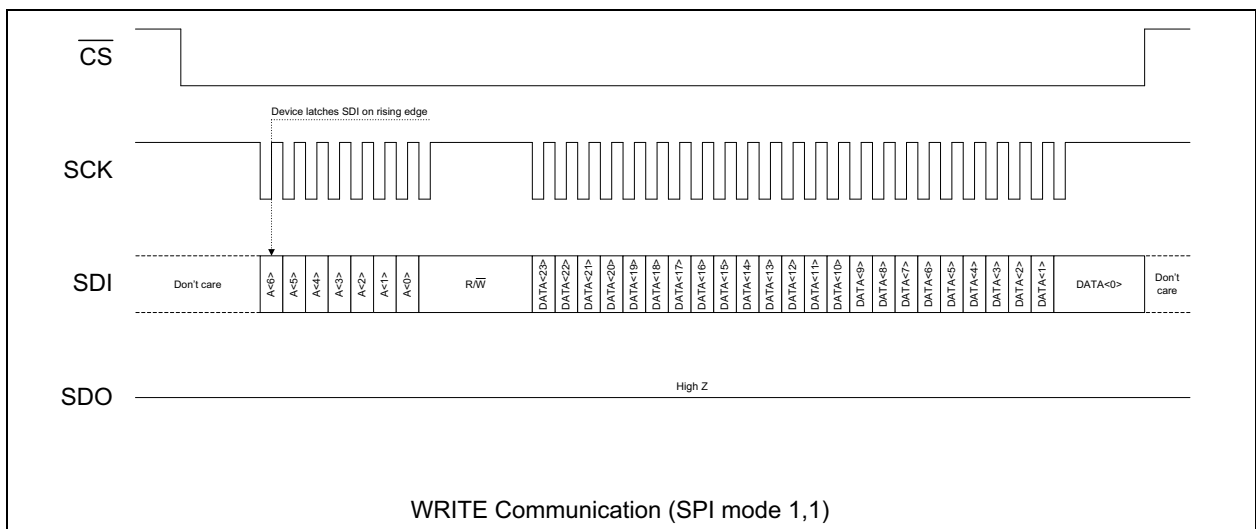 CS
Device latches SDI on rising edge
SCK
SDI
Don't care
A<6>
A<5>
A<4>
A<3>
A<2>
A<1>
A<0>
R/W
DATA<23>
DATA<22>
DATA<21>
DATA<20>
DATA<19>
DATA<18>
DATA<17>
DATA<16>
DATA<15>
DATA<14>
DATA<13>
DATA<12>
DATA<11>
DATA<10>
DATA<9>
DATA<8>
DATA<7>
DATA<6>
DATA<5>
DATA<4>
DATA<3>
DATA<2>
DATA<1>
DATA<0>
Don't
care
SDO
High Z
WRITE Communication (SPI mode 1,1)